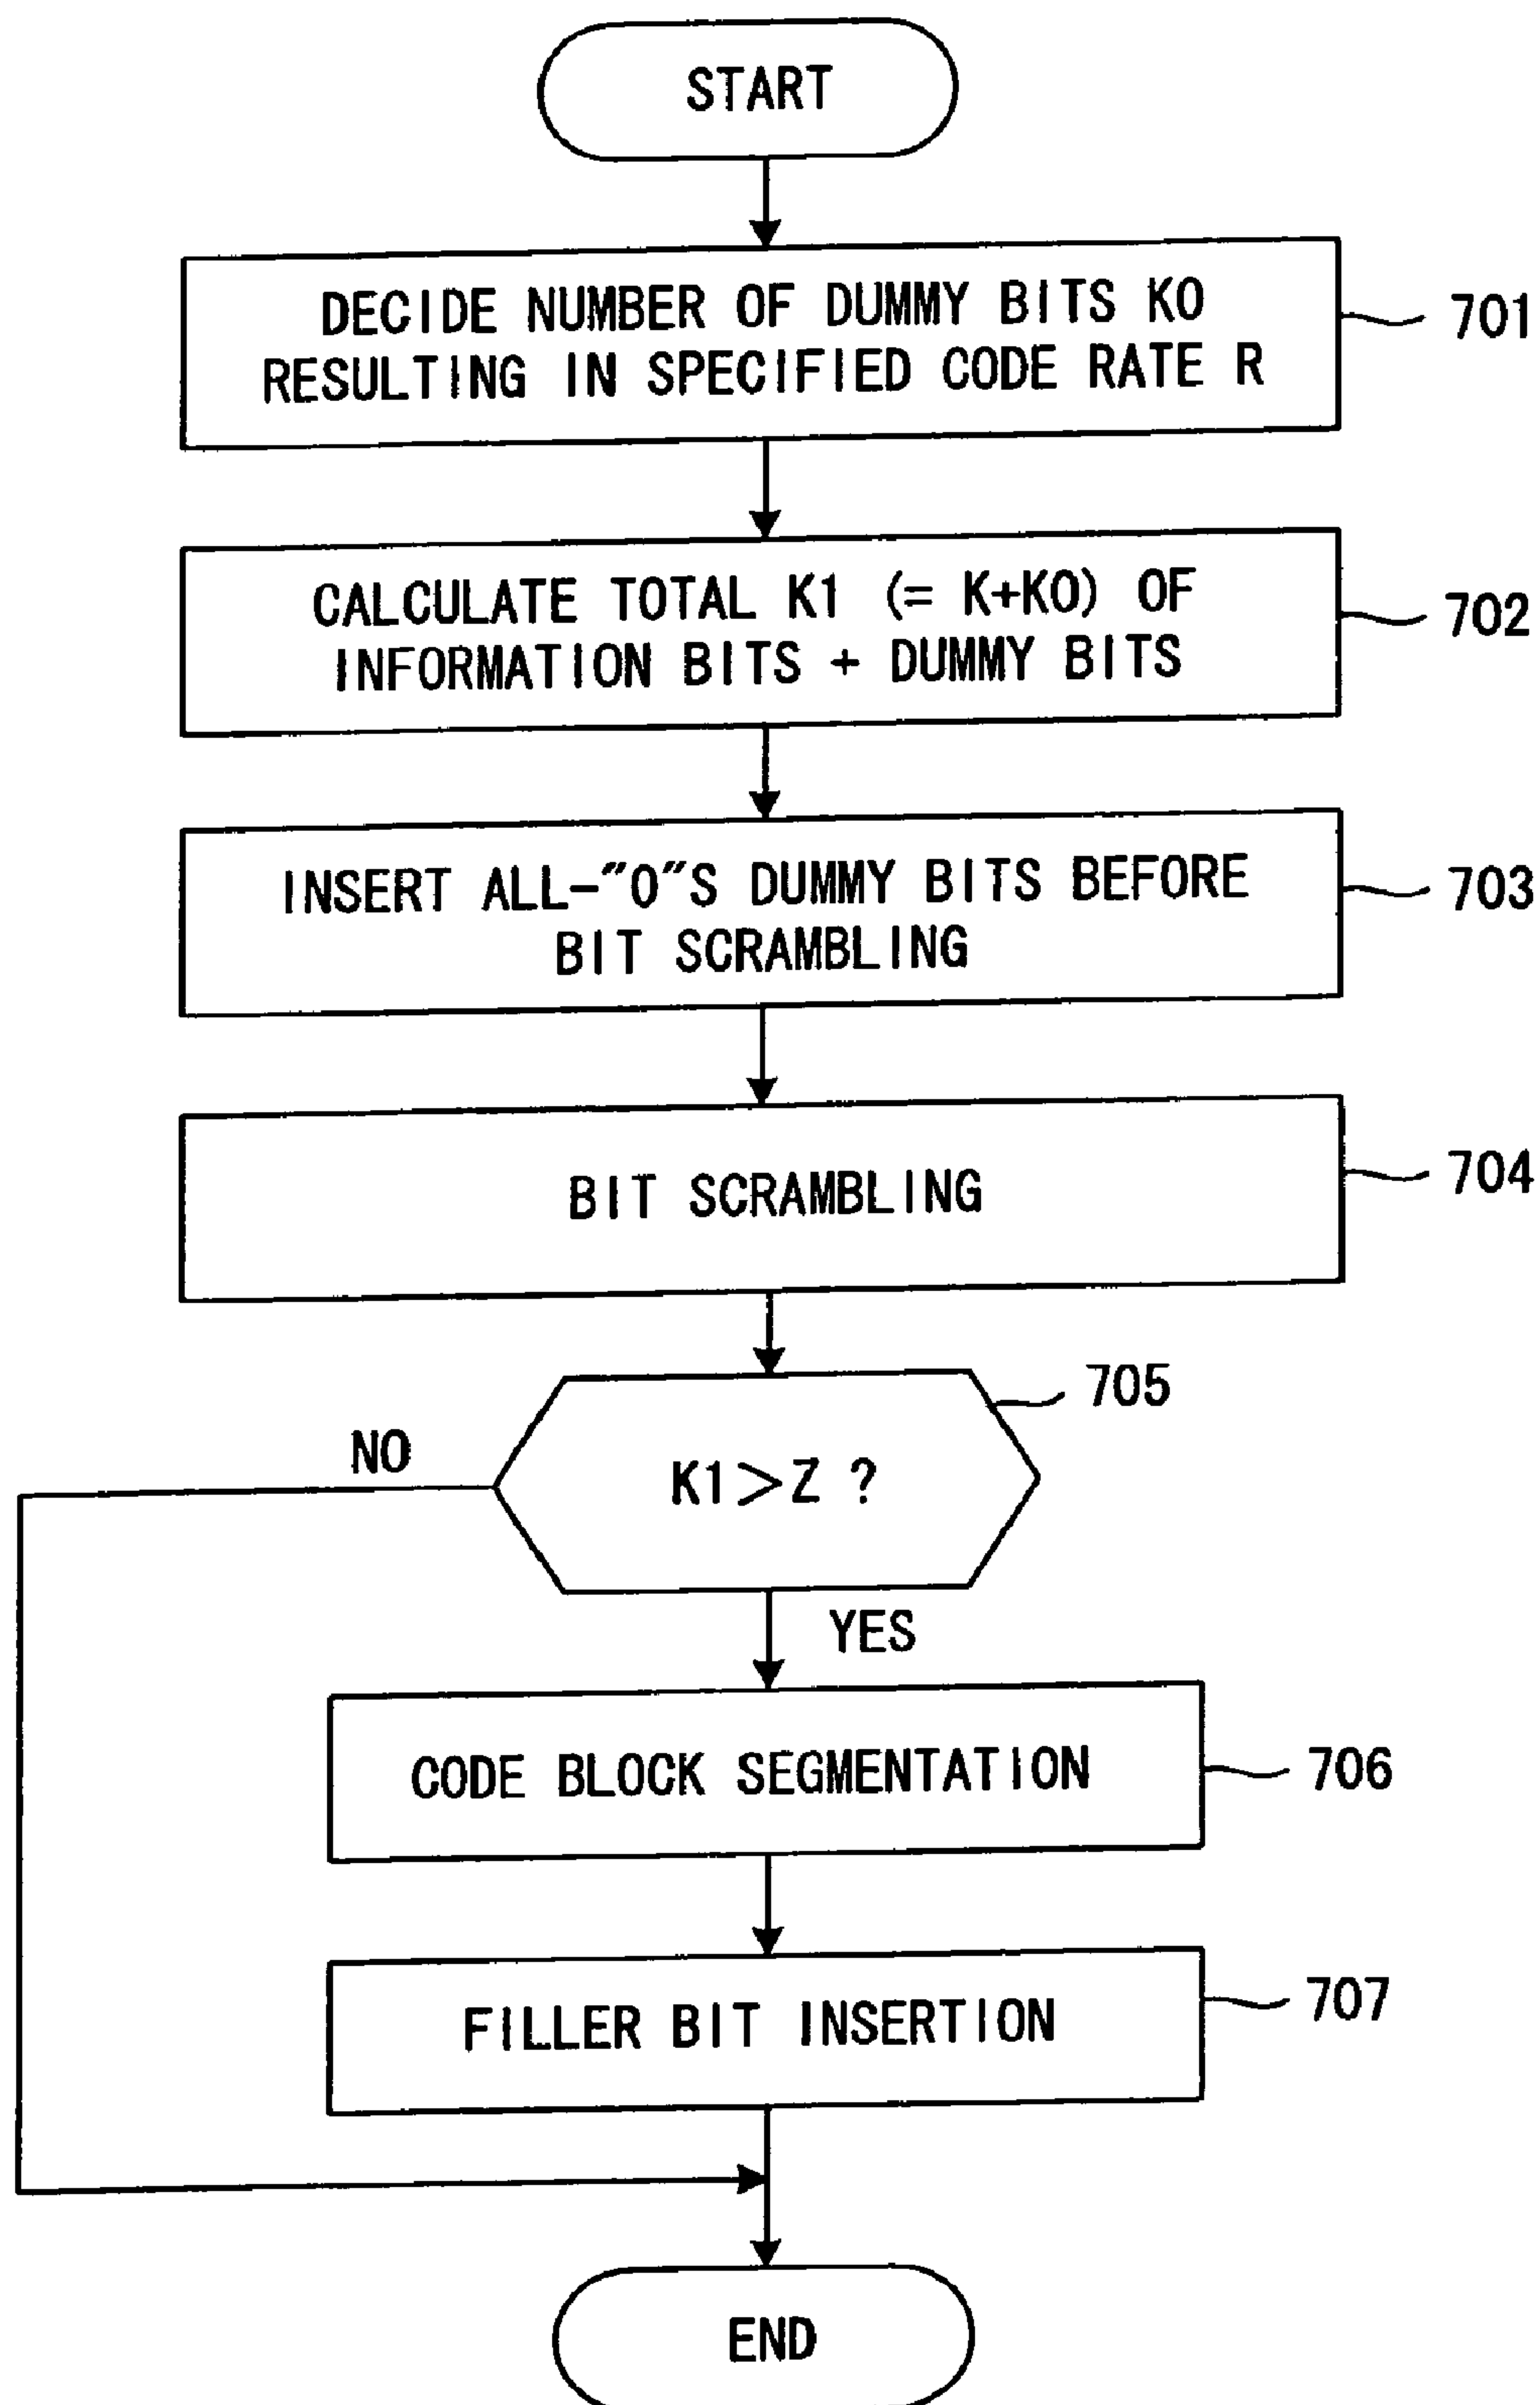 START
DECIDE NUMBER OF DUMMY BITS K0
RESULTING IN SPECIFIED CODE RATE R
701
CALCULATE TOTAL K1 (= K+K0) OF
INFORMATION BITS + DUMMY BITS
702
INSERT ALL-"0"S DUMMY BITS BEFORE
BIT SCRAMBLING
703
BIT SCRAMBLING
704
705
NO
K1>Z ?
YES
CODE BLOCK SEGMENTATION
706
FILLER BIT INSERTION
707
END